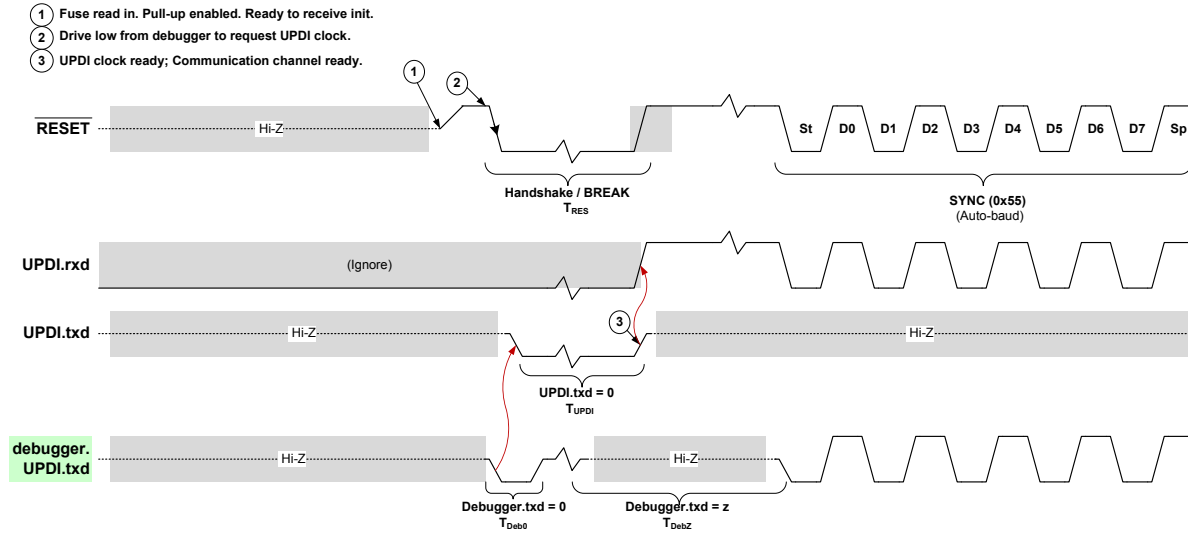 1 Fuse read in. Pull-up enabled. Ready to receive init.
2 Drive low from debugger to request UPDI clock.
3 UPDI clock ready; Communication channel ready.
1
2
RESET
Hi-Z
St D0 D1 D2 D3 D4 D5 D6 D7 Sp
Handshake / BREAK
TRES
SYNC (0x55)
(Auto-baud)
UPDI.rxd
(Ignore)
UPDI.txd
Hi-Z
3
Hi-Z
UPDI.txd = 0
TUPDI
debugger.
UPDI.txd
Hi-Z
Hi-Z
Debugger.txd = 0
TDeb0
Debugger.txd = z
TDebZ